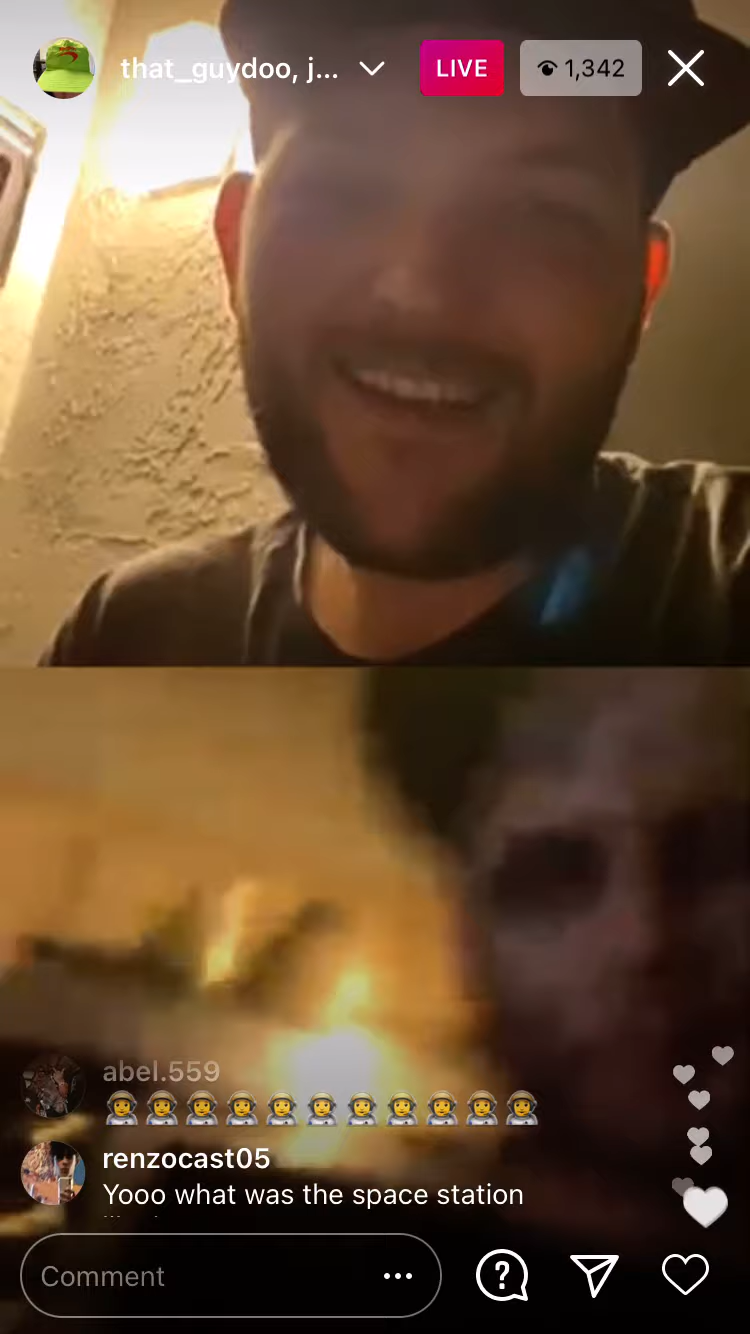 that_guydoo, j...
LIVE
1,342
abel.559
👩‍🚀👩‍🚀👩‍🚀👩‍🚀👩‍🚀👩‍🚀👩‍🚀👩‍🚀👩‍🚀👩‍🚀👩‍🚀
renzocast05
Yooo what was the space station
Comment